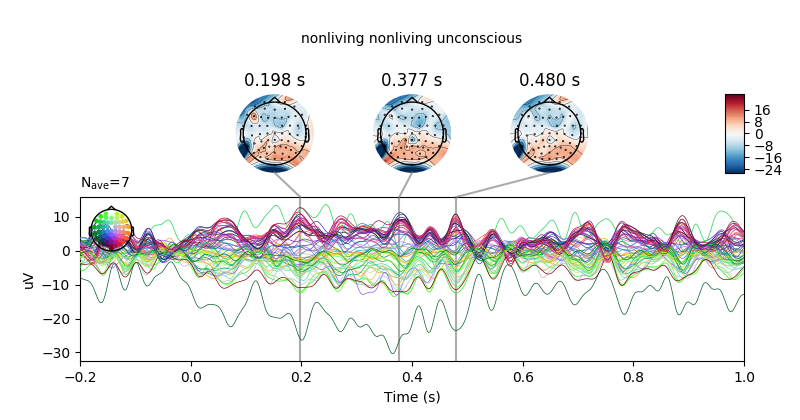 nonliving nonliving unconscious
0.198 s 0.377 s 0.480 s
16
8
0
−8
−16
−24
Nave=7
10
0
−10
−20
−30
uV
−0.2 0.0 0.2 0.4 0.6 0.8 1.0
Time (s)